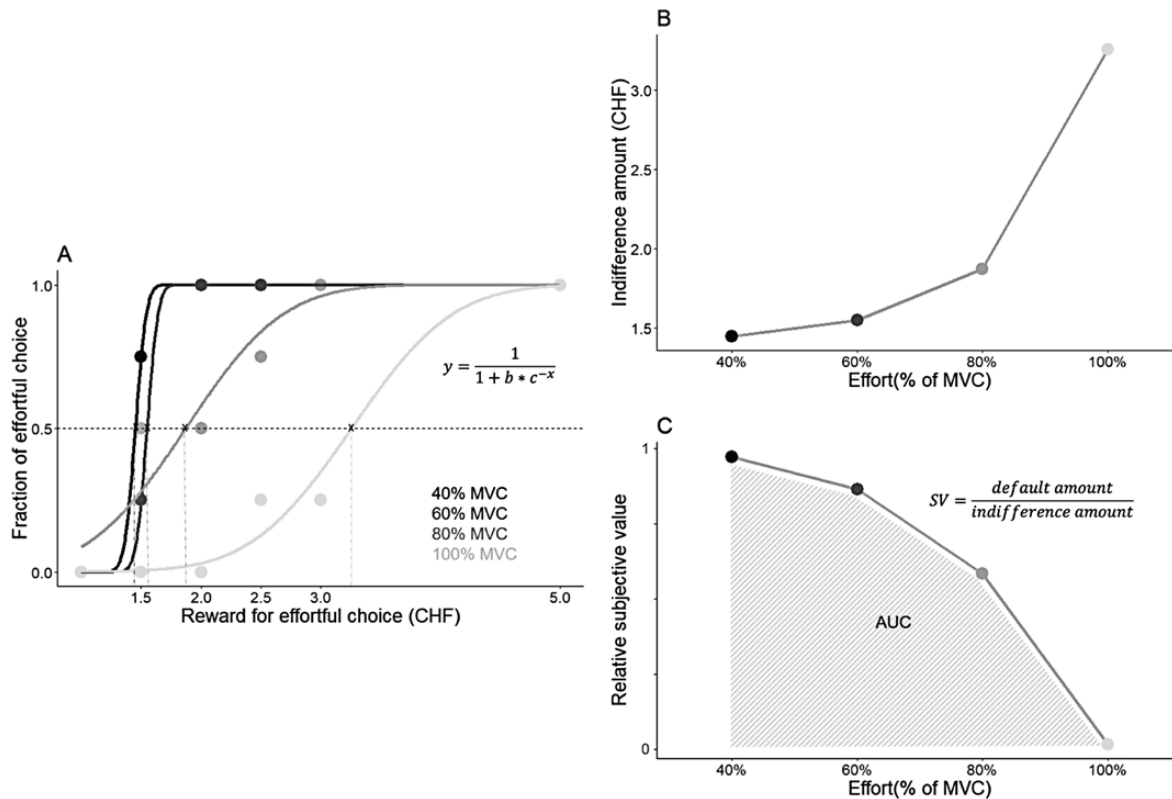 A
Fraction of effortful choice
1.0
0.5
0.0
y = 1 / (1 + b * c^-x)
40% MVC
60% MVC
80% MVC
100% MVC
1.5 2.0 2.5 3.0 5.0
Reward for effortful choice (CHF)
B
Indifference amount (CHF)
3.0
2.5
2.0
1.5
40% 60% 80% 100%
Effort(% of MVC)
C
Relative subjective value
1
0
SV = default amount / indifference amount
AUC
40% 60% 80% 100%
Effort(% of MVC)